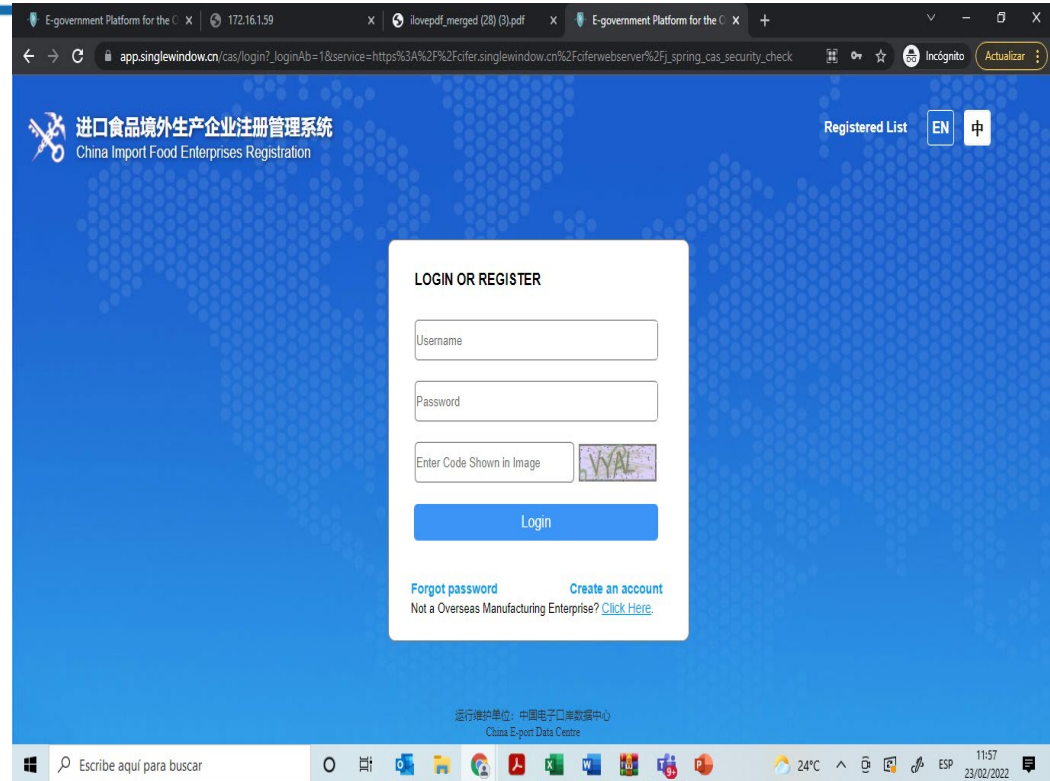 E-government Platform for the O
172.16.1.59
ilovepdf_merged (28) (3).pdf
E-government Platform for the O
app.singlewindow.cn/cas/login?_loginAb=1&service=https%3A%2F%2Fcifer.singlewindow.cn%2Fciferwebserver%2Fj_spring_cas_security_check
Incógnito
Actualizar
进口食品境外生产企业注册管理系统
China Import Food Enterprises Registration
Registered List EN 中
LOGIN OR REGISTER
Username
Password
Enter Code Shown in Image VYAL
Login
Forgot password Create an account
Not a Overseas Manufacturing Enterprise? Click Here.
运行维护单位：中国电子口岸数据中心
China E-port Data Centre
Escribe aquí para buscar
24°C
ESP
11:57
23/02/2022